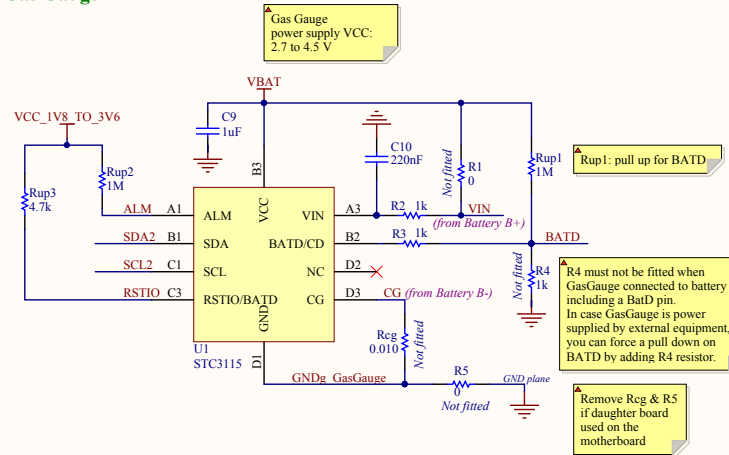 Gas Gauge
power supply VCC:
2.7 to 4.5 V
VBAT
VCC_1V8_TO_3V6
C9
1uF
C10
220nF
Rup3
4.7k
Rup2
1M
Not fitted
R1
0
Rup1
1M
Rup1: pull up for BATD
B3
VCC
ALM A1 ALM
VIN A3 R2 1k VIN
(from Battery B+)
SDA2 B1 SDA
BATD/CD B2 R3 1k BATD
SCL2 C1 SCL
NC D2
RSTIO C3 RSTIO/BATD
CG D3 CG (from Battery B-)
GND
D1
U1
STC3115
Not fitted
R4
1k
R4 must not be fitted when
GasGauge connected to battery
including a BatD pin.
In case GasGauge is power
supplied by external equipment,
you can force a pull down on
BATD by adding R4 resistor.
Rcg
0.010
Not fitted
GNDg_GasGauge
R5
0
Not fitted
GND plane
Remove Rcg & R5
if daughter board
used on the
motherboard